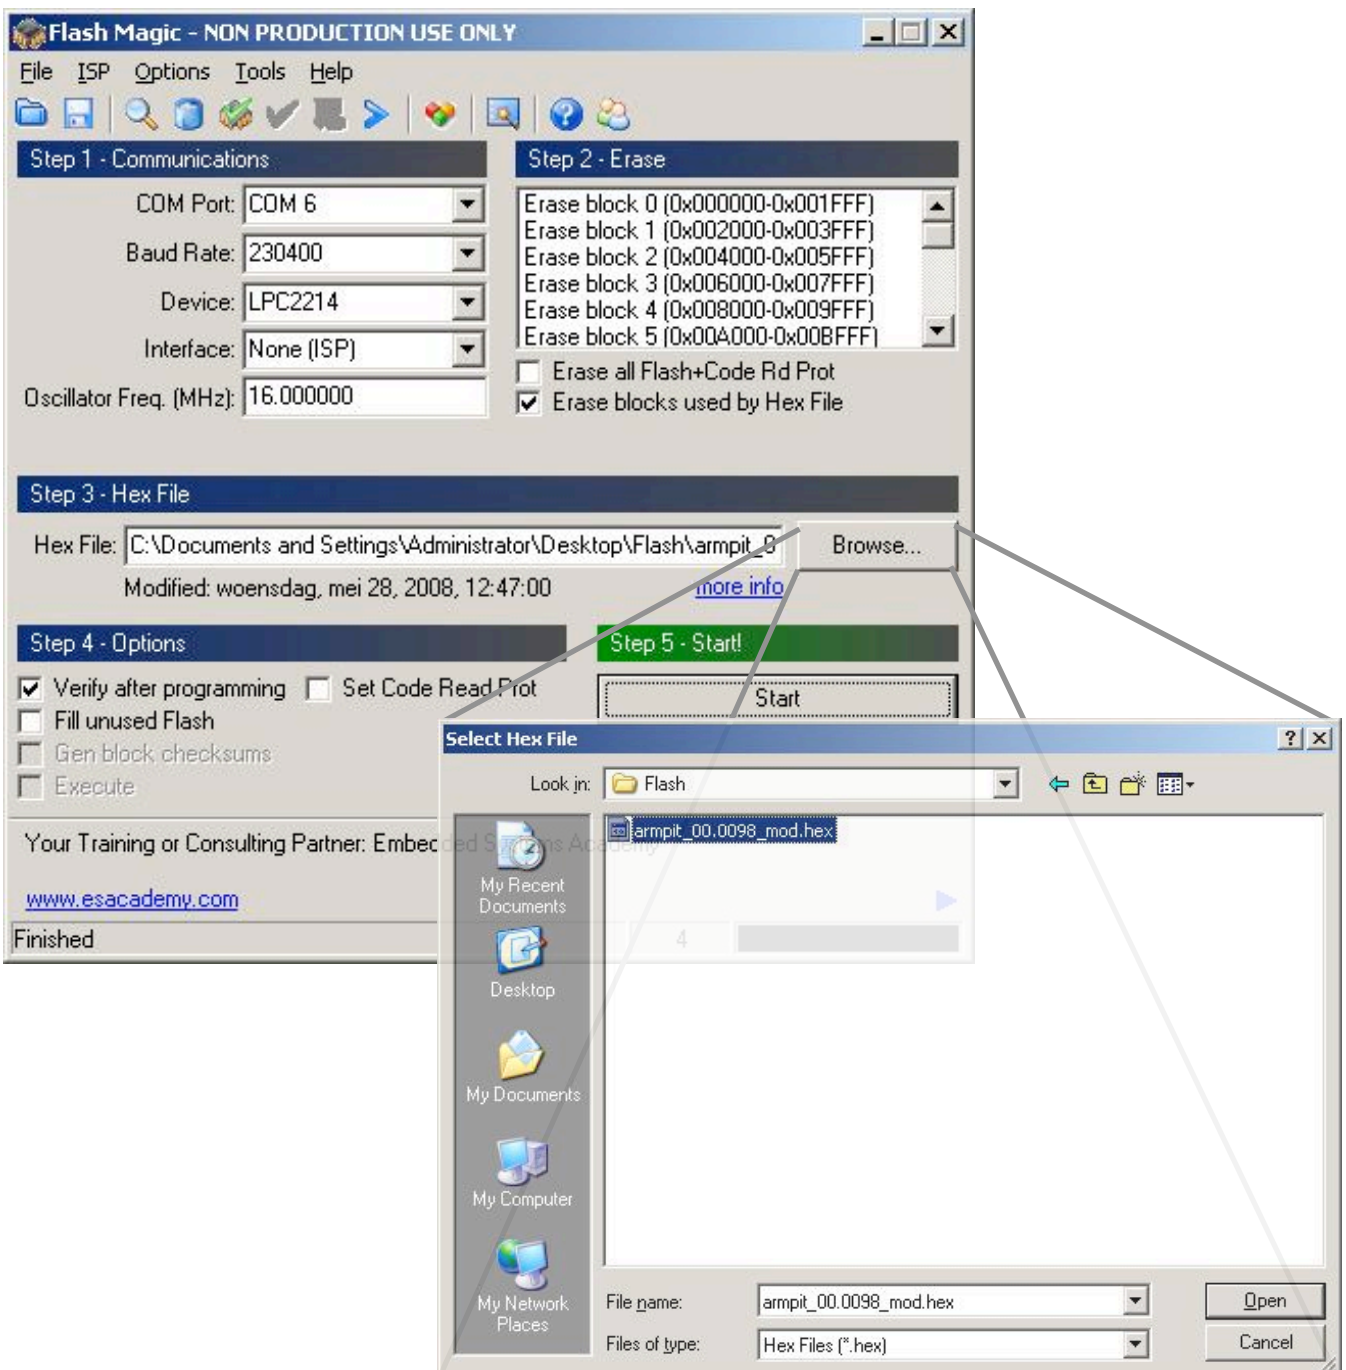 Flash Magic - NON PRODUCTION USE ONLY
File ISP Options Tools Help
Step 1 - Communications
COM Port: COM 6
Baud Rate: 230400
Device: LPC2214
Interface: None (ISP)
Oscillator Freq. (MHz): 16.000000
Step 2 - Erase
Erase block 0 (0x000000-0x001FFF)
Erase block 1 (0x002000-0x003FFF)
Erase block 2 (0x004000-0x005FFF)
Erase block 3 (0x006000-0x007FFF)
Erase block 4 (0x008000-0x009FFF)
Erase block 5 (0x00A000-0x00BFFF)
Erase all Flash+Code Rd Prot
Erase blocks used by Hex File
Step 3 - Hex File
Hex File: C:\Documents and Settings\Administrator\Desktop\Flash\armpit_0
Browse...
Modified: woensdag, mei 28, 2008, 12:47:00
more info
Step 4 - Options
Verify after programming Set Code Read Prot
Fill unused Flash
Gen block checksums
Execute
Step 5 - Start!
Start
Your Training or Consulting Partner: Embedded Systems Academy
www.esacademy.com
Finished
4
Select Hex File
Look in: Flash
armpit_00.0098_mod.hex
My Recent
Documents
Desktop
My Documents
My Computer
My Network
Places
File name: armpit_00.0098_mod.hex
Open
Files of type: Hex Files (*.hex)
Cancel